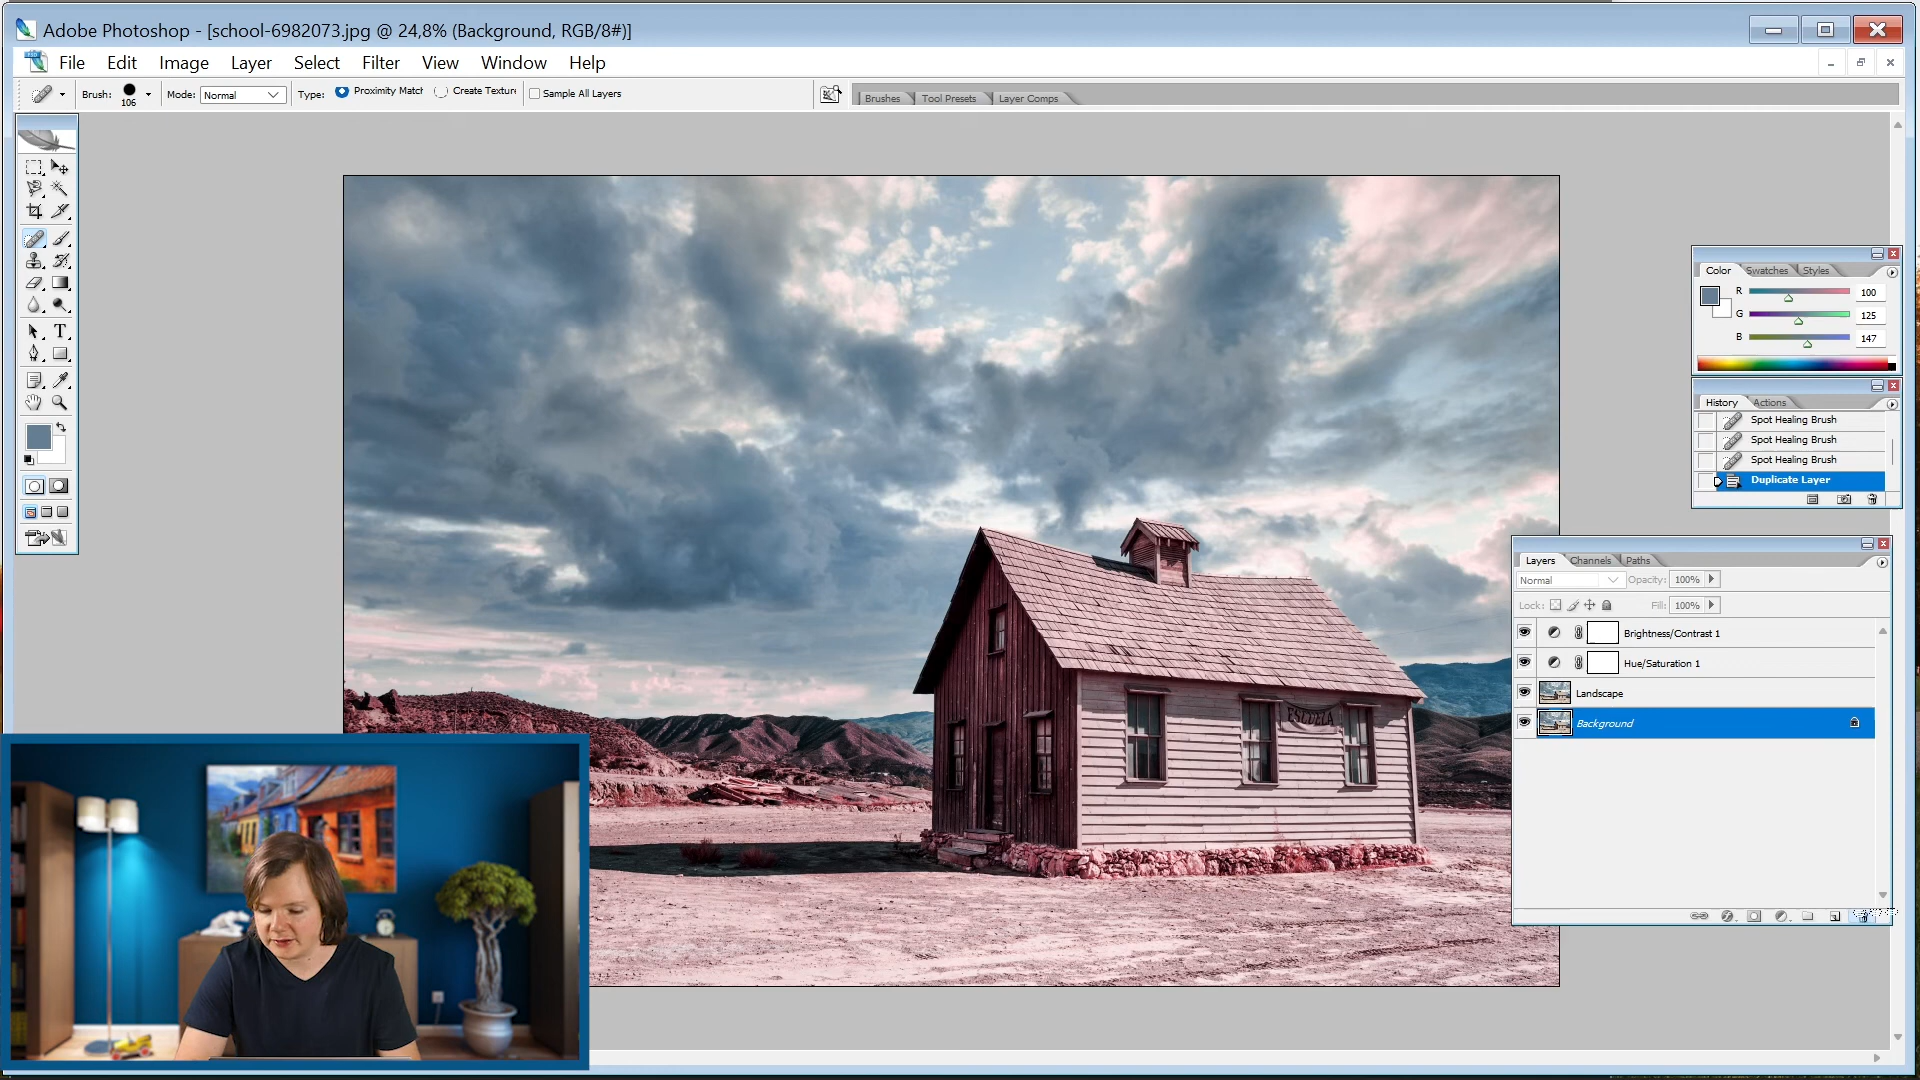 Adobe Photoshop - [school-6982073.jpg @ 24,8% (Background, RGB/8#)]
File Edit Image Layer Select Filter View Window Help
Brush: 106 Mode: Normal Type: Proximity Match Create Texture Sample All Layers
Brushes Tool Presets Layer Comps
Color Swatches Styles
R 100
G 125
B 147
History Actions
Spot Healing Brush
Spot Healing Brush
Spot Healing Brush
Duplicate Layer
Layers Channels Paths
Normal Opacity: 100%
Lock: Fill: 100%
Brightness/Contrast 1
Hue/Saturation 1
Landscape
Background
ESCUELA